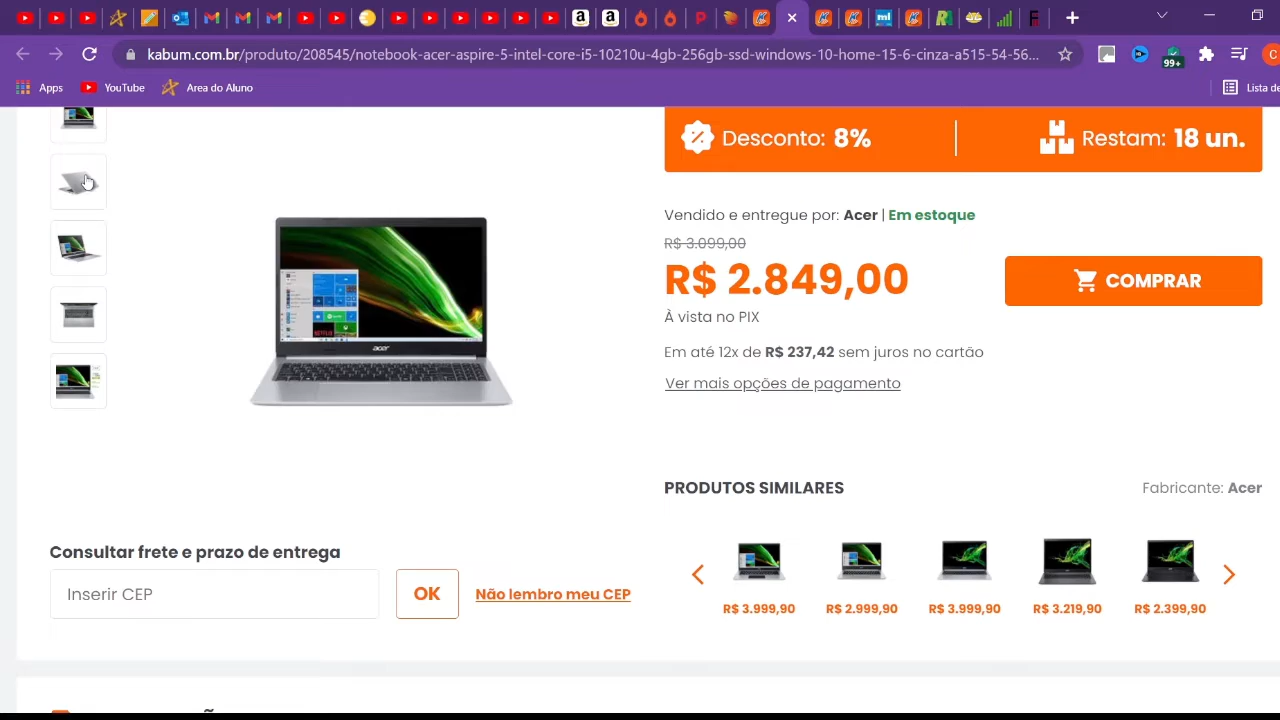 kabum.com.br/produto/208545/notebook-acer-aspire-5-intel-core-i5-10210u-4gb-256gb-ssd-windows-10-home-15-6-cinza-a515-54-56...
99+
C
Apps
YouTube
Area do Aluno
Lista de
Desconto: 8%
Restam: 18 un.
Vendido e entregue por: Acer | Em estoque
R$ 3.099,00
R$ 2.849,00
COMPRAR
À vista no PIX
Em até 12x de R$ 237,42 sem juros no cartão
Ver mais opções de pagamento
acer
NETFLIX
PRODUTOS SIMILARES
Fabricante: Acer
Consultar frete e prazo de entrega
Inserir CEP
OK
Não lembro meu CEP
R$ 3.999,90
R$ 2.999,90
R$ 3.999,90
R$ 3.219,90
R$ 2.399,90